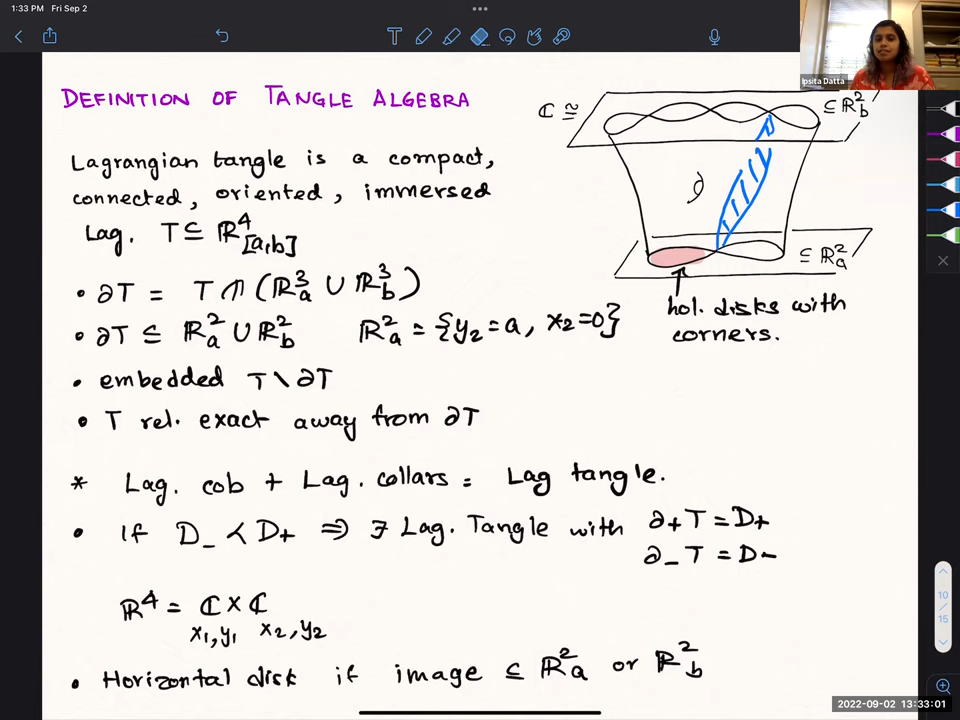 1:33 PM Fri Sep 2
Ipsita Datta
DEFINITION OF TANGLE ALGEBRA
ℂ ≅
⊆ ℝ²_b
Lagrangian tangle is a compact,
connected, oriented, immersed
Lag. T ⊆ ℝ⁴_[a,b]
⊆ ℝ²_a
• ∂T = T ⋔ (ℝ³_a ∪ ℝ³_b)
hol. disks with
corners.
• ∂T ⊆ ℝ²_a ∪ ℝ²_b ℝ²_a = {y₂=a, x₂=0}
• embedded T \ ∂T
• T rel. exact away from ∂T
* Lag. cob + Lag. collars = Lag tangle.
• If D₋ ≺ D₊ ⇒ ∃ Lag. Tangle with ∂₊T = D₊
∂₋T = D₋
ℝ⁴ = ℂ × ℂ
x₁,y₁ x₂,y₂
• Horizontal disk if image ⊆ ℝ²_a or ℝ²_b
10
/
15
2022-09-02 13:33:01